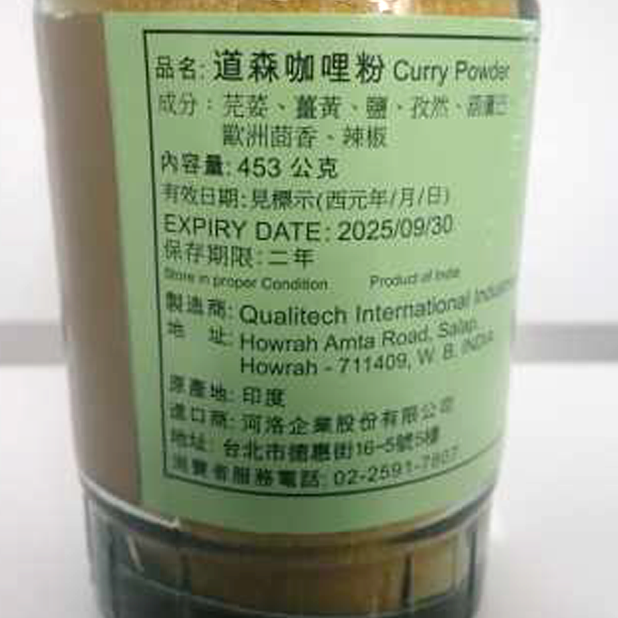 品名: 道森咖哩粉 Curry Powder
成分：芫荽、薑黃、鹽、孜然、葫蘆巴
歐洲茴香、辣椒
內容量: 453 公克
有效日期:見標示(西元年/月/日)
EXPIRY DATE: 2025/09/30
保存期限:二年
Store in proper Condition Product of India
製造商: Qualitech International
地 址: Howrah Amta Road, Salap,
Howrah - 711409, W. B. INDIA
原產地: 印度
進口商: 河洛企業股份有限公司
地址: 台北市德惠街16-5號5樓
消費者服務電話: 02-2591-